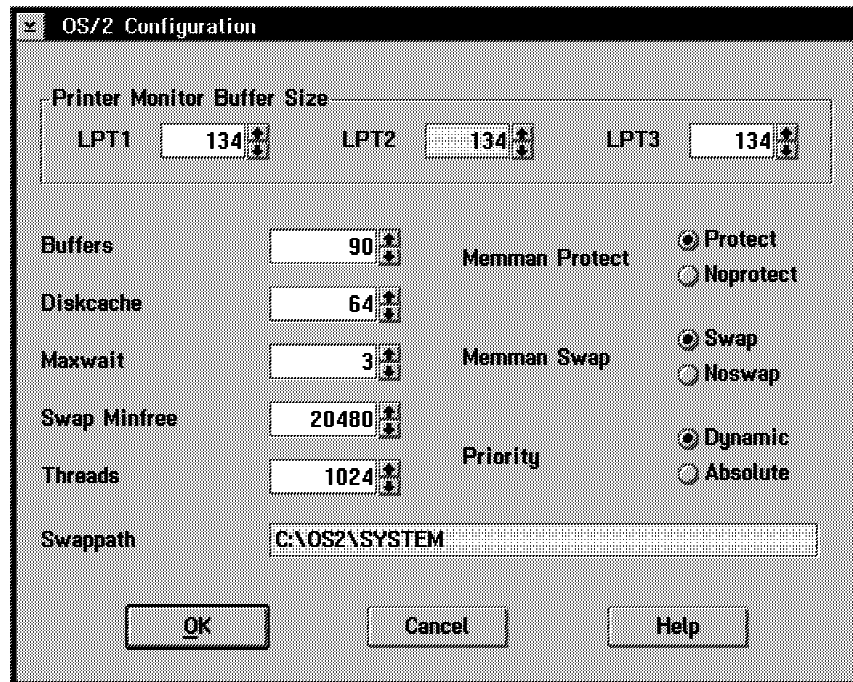 OS/2 Configuration
Printer Monitor Buffer Size
LPT1 134 LPT2 134 LPT3 134
Buffers 90
Memman Protect
Protect
Noprotect
Diskcache 64
Maxwait 3
Memman Swap
Swap
Noswap
Swap Minfree 20480
Threads 1024
Priority
Dynamic
Absolute
Swappath C:\OS2\SYSTEM
OK Cancel Help